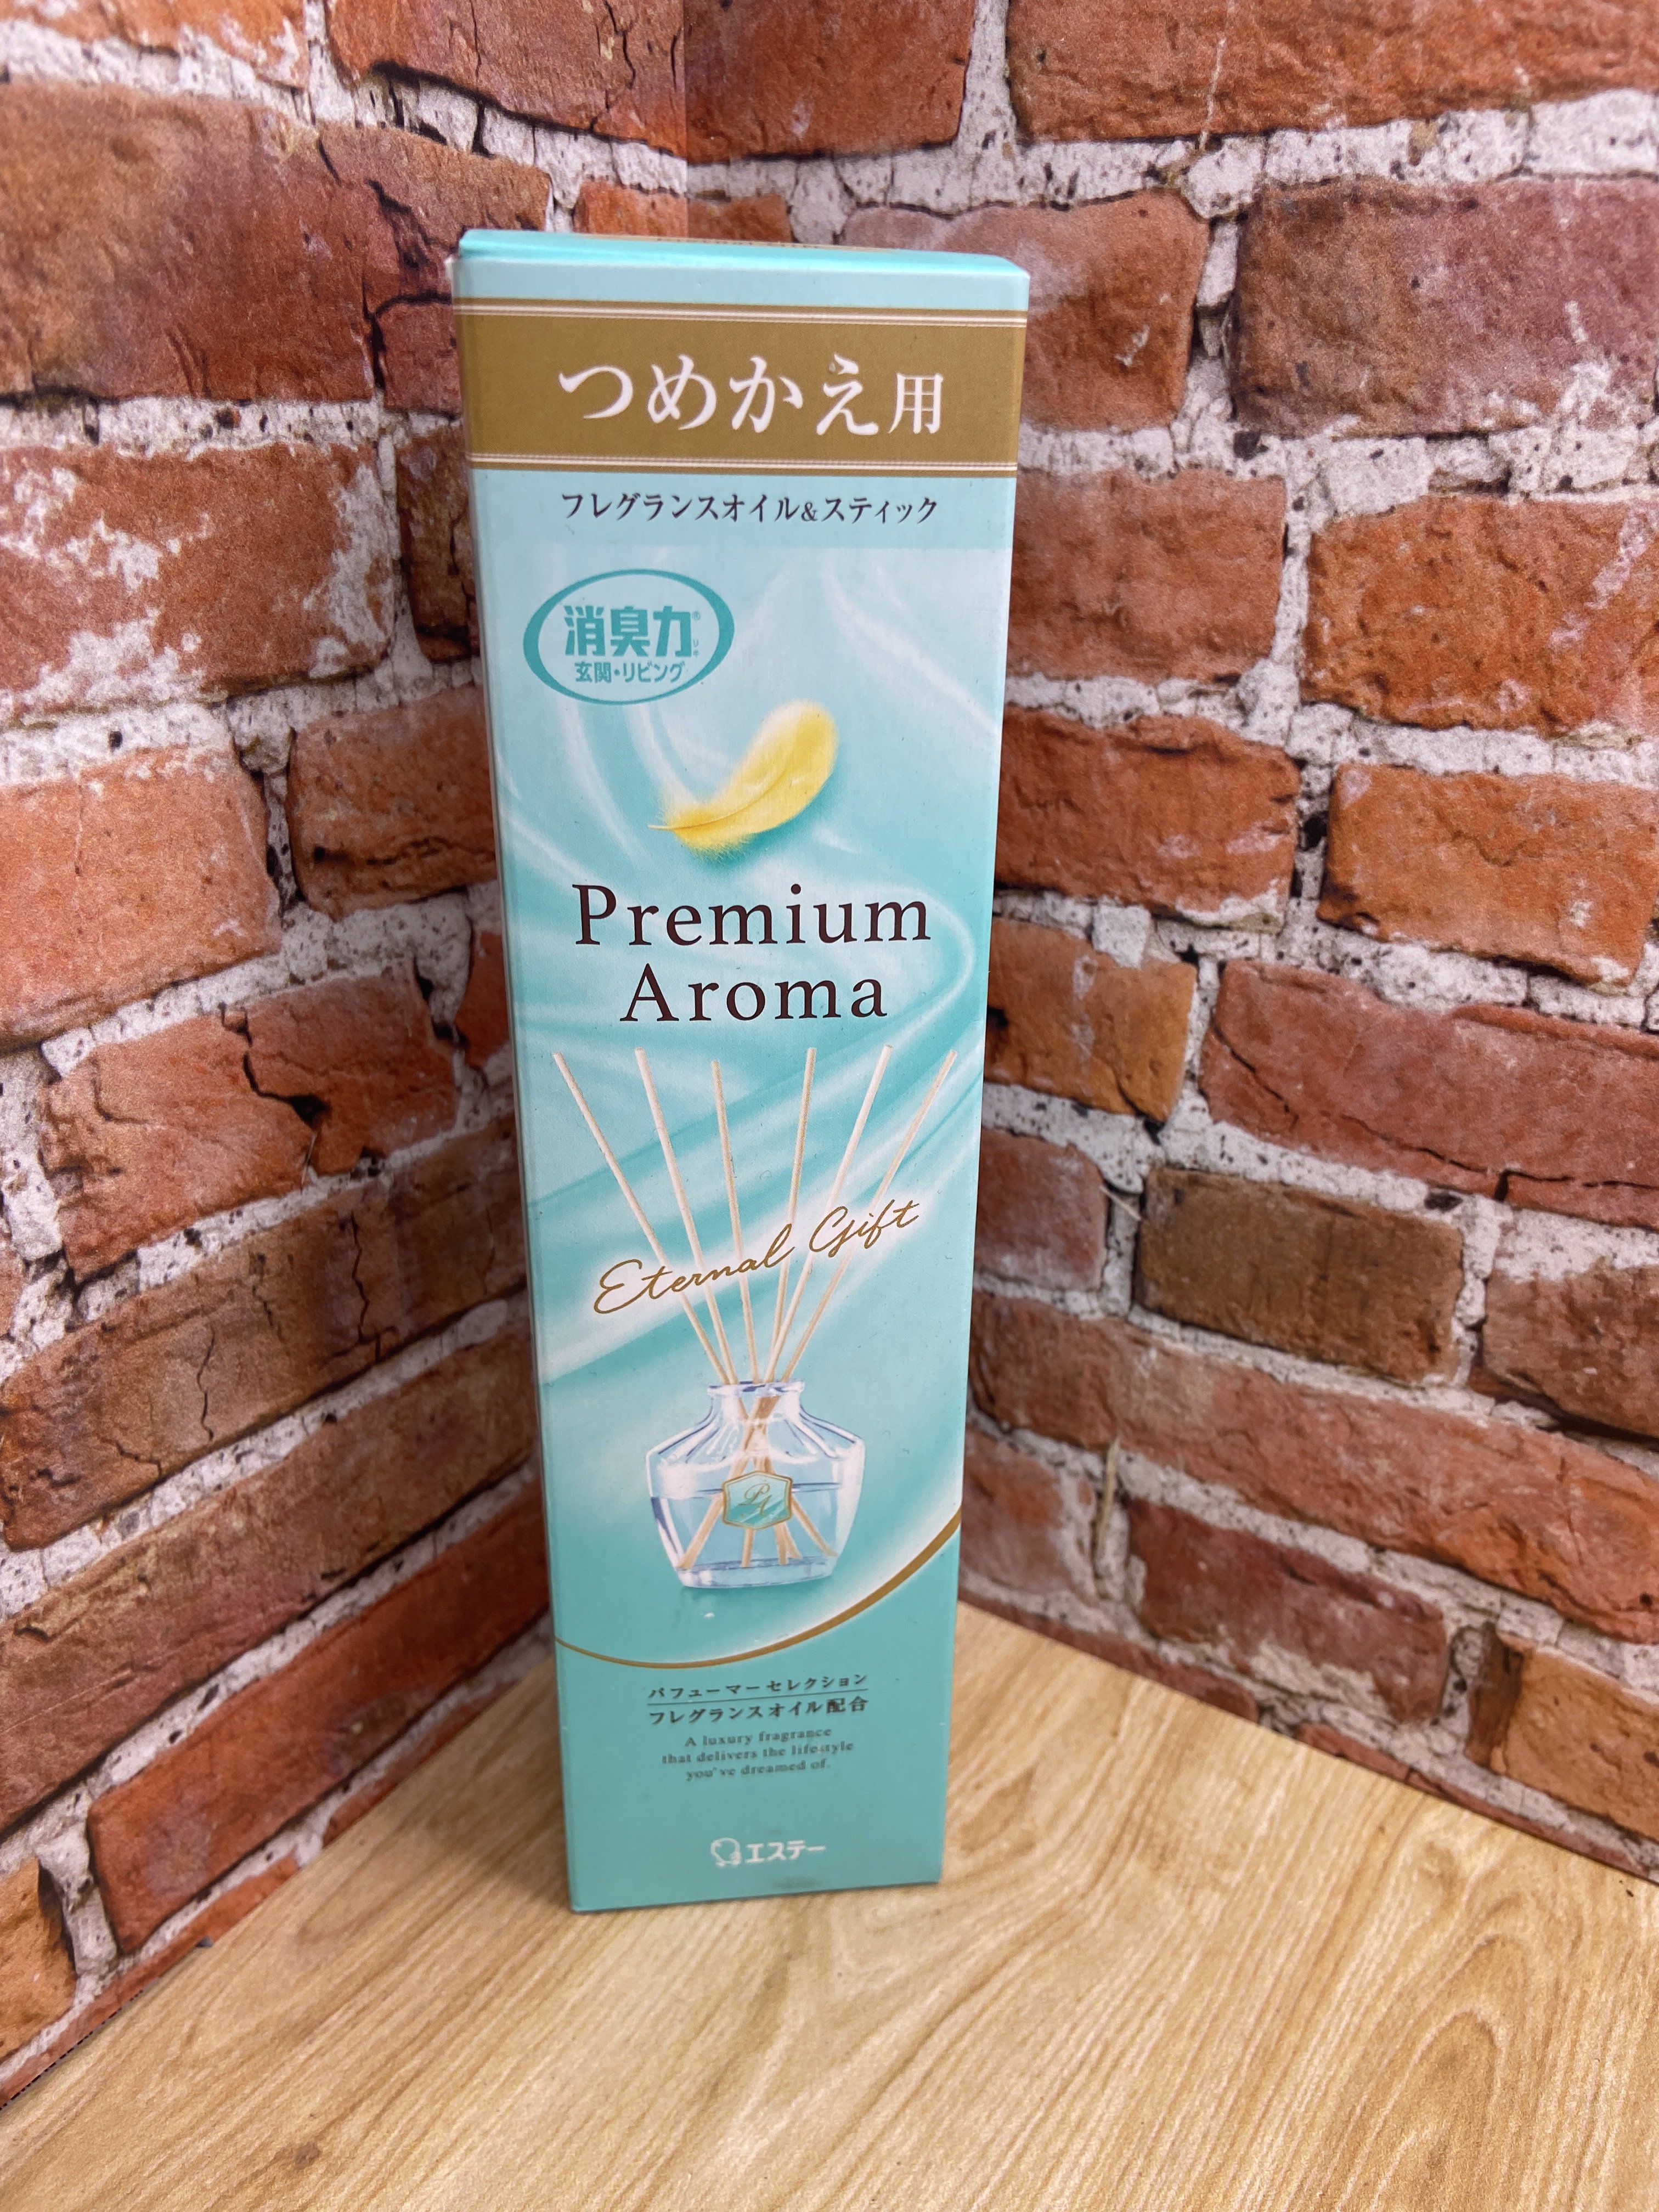 つめかえ用
フレグランスオイル&スティック
消臭力®
玄関・リビング
Premium
Aroma
Eternal Gift
PA
パフューマーセレクション
フレグランスオイル配合
A luxury fragrance
that delivers the lifestyle
you've dreamed of.
エステー